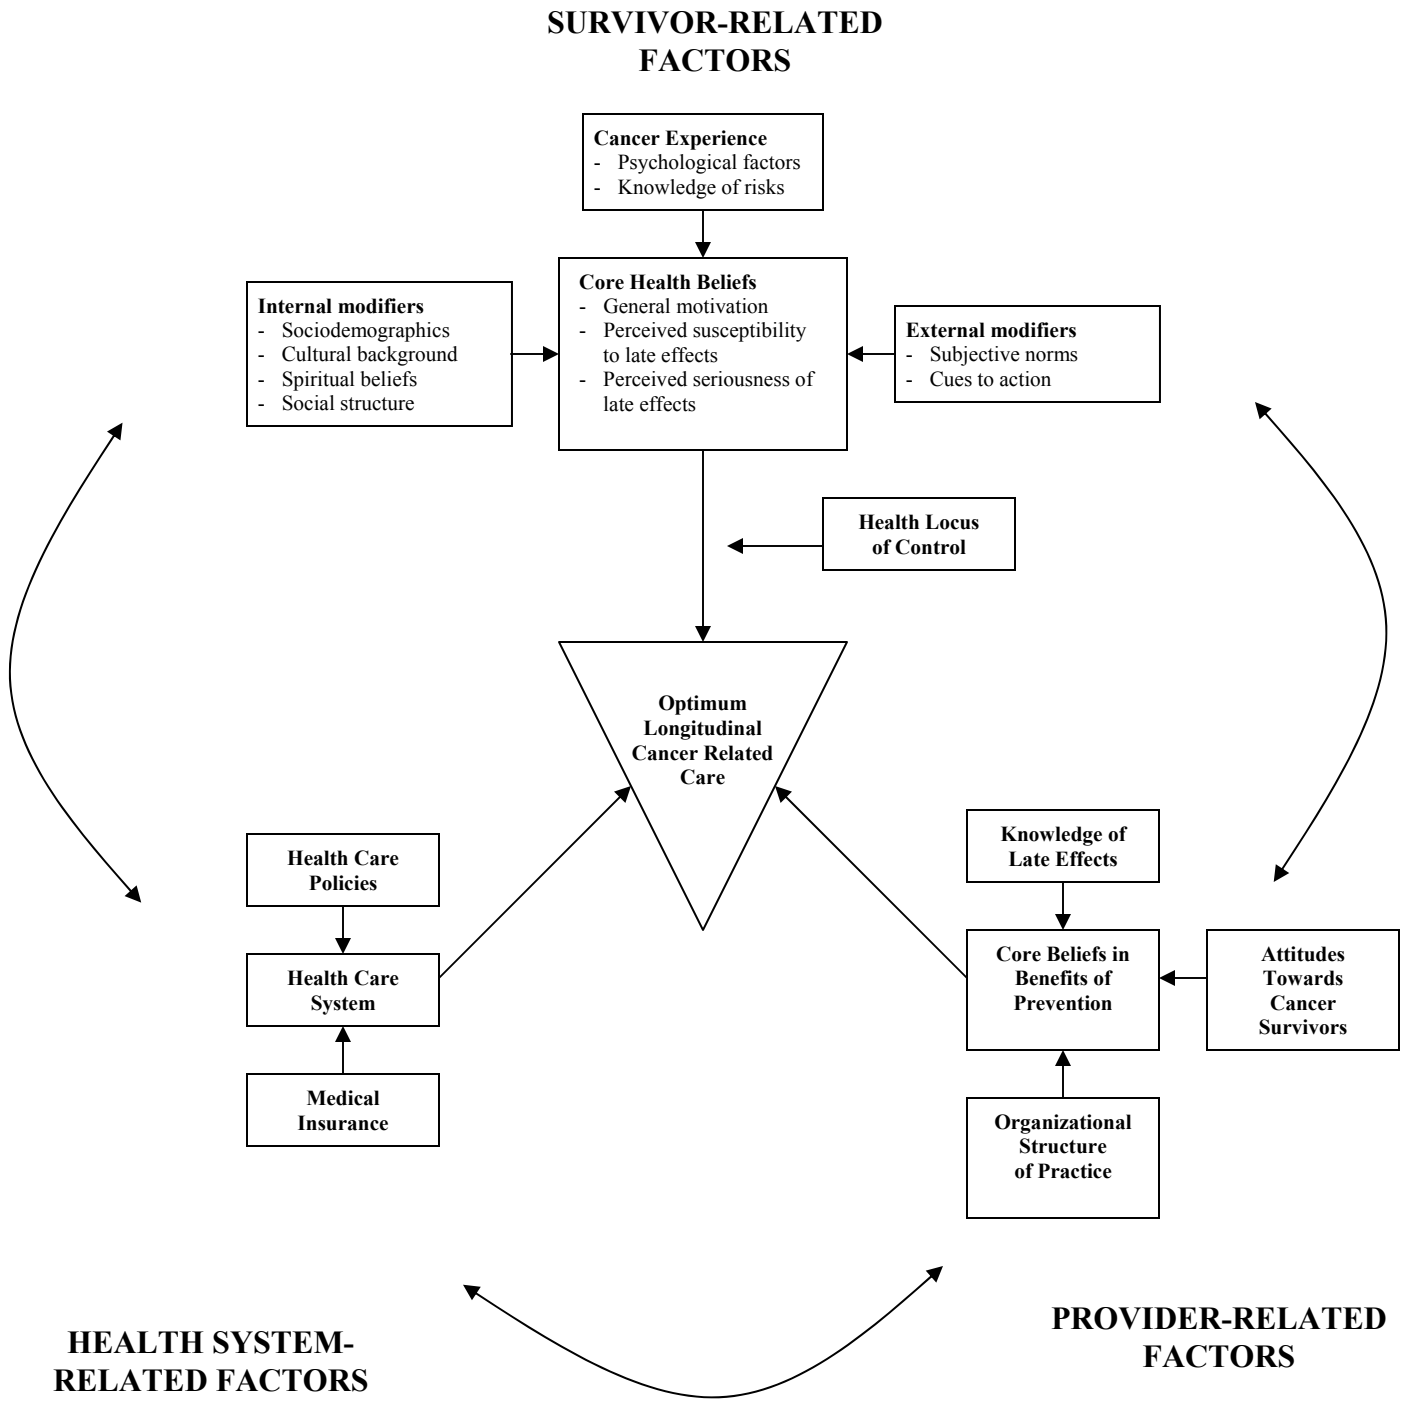 SURVIVOR-RELATED
FACTORS
Cancer Experience
- Psychological factors
- Knowledge of risks
Internal modifiers
- Sociodemographics
- Cultural background
- Spiritual beliefs
- Social structure
Core Health Beliefs
- General motivation
- Perceived susceptibility
to late effects
- Perceived seriousness of
late effects
External modifiers
- Subjective norms
- Cues to action
Health Locus
of Control
Optimum
Longitudinal
Cancer Related
Care
Health Care
Policies
Health Care
System
Medical
Insurance
Knowledge of
Late Effects
Core Beliefs in
Benefits of
Prevention
Attitudes
Towards
Cancer
Survivors
Organizational
Structure
of Practice
HEALTH SYSTEM-
RELATED FACTORS
PROVIDER-RELATED
FACTORS